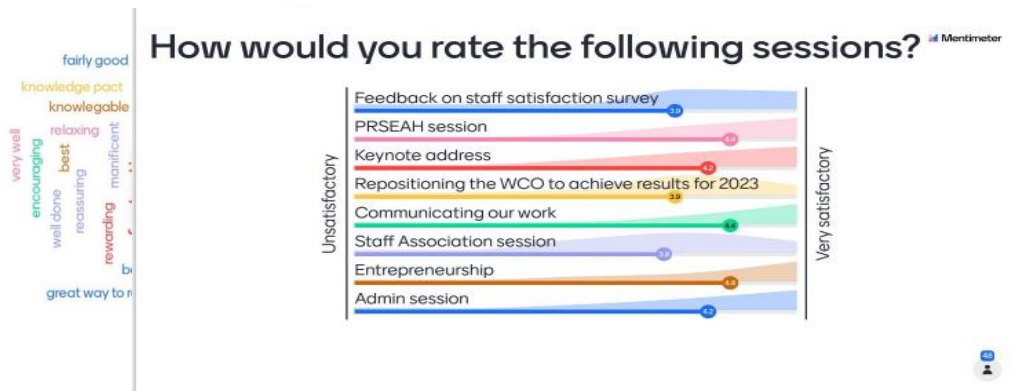 fairly good
knowledge pact
knowlegable
relaxing
very well
encouraging
best
manificent
well done
reassuring
rewarding
great way to
How would you rate the following sessions?
Mentimeter
Unsatisfactory
Feedback on staff satisfaction survey
3.9
PRSEAH session
4.4
Keynote address
4.2
Repositioning the WCO to achieve results for 2023
3.9
Communicating our work
4.4
Staff Association session
3.8
Entrepreneurship
4.4
Admin session
4.2
Very satisfactory
48